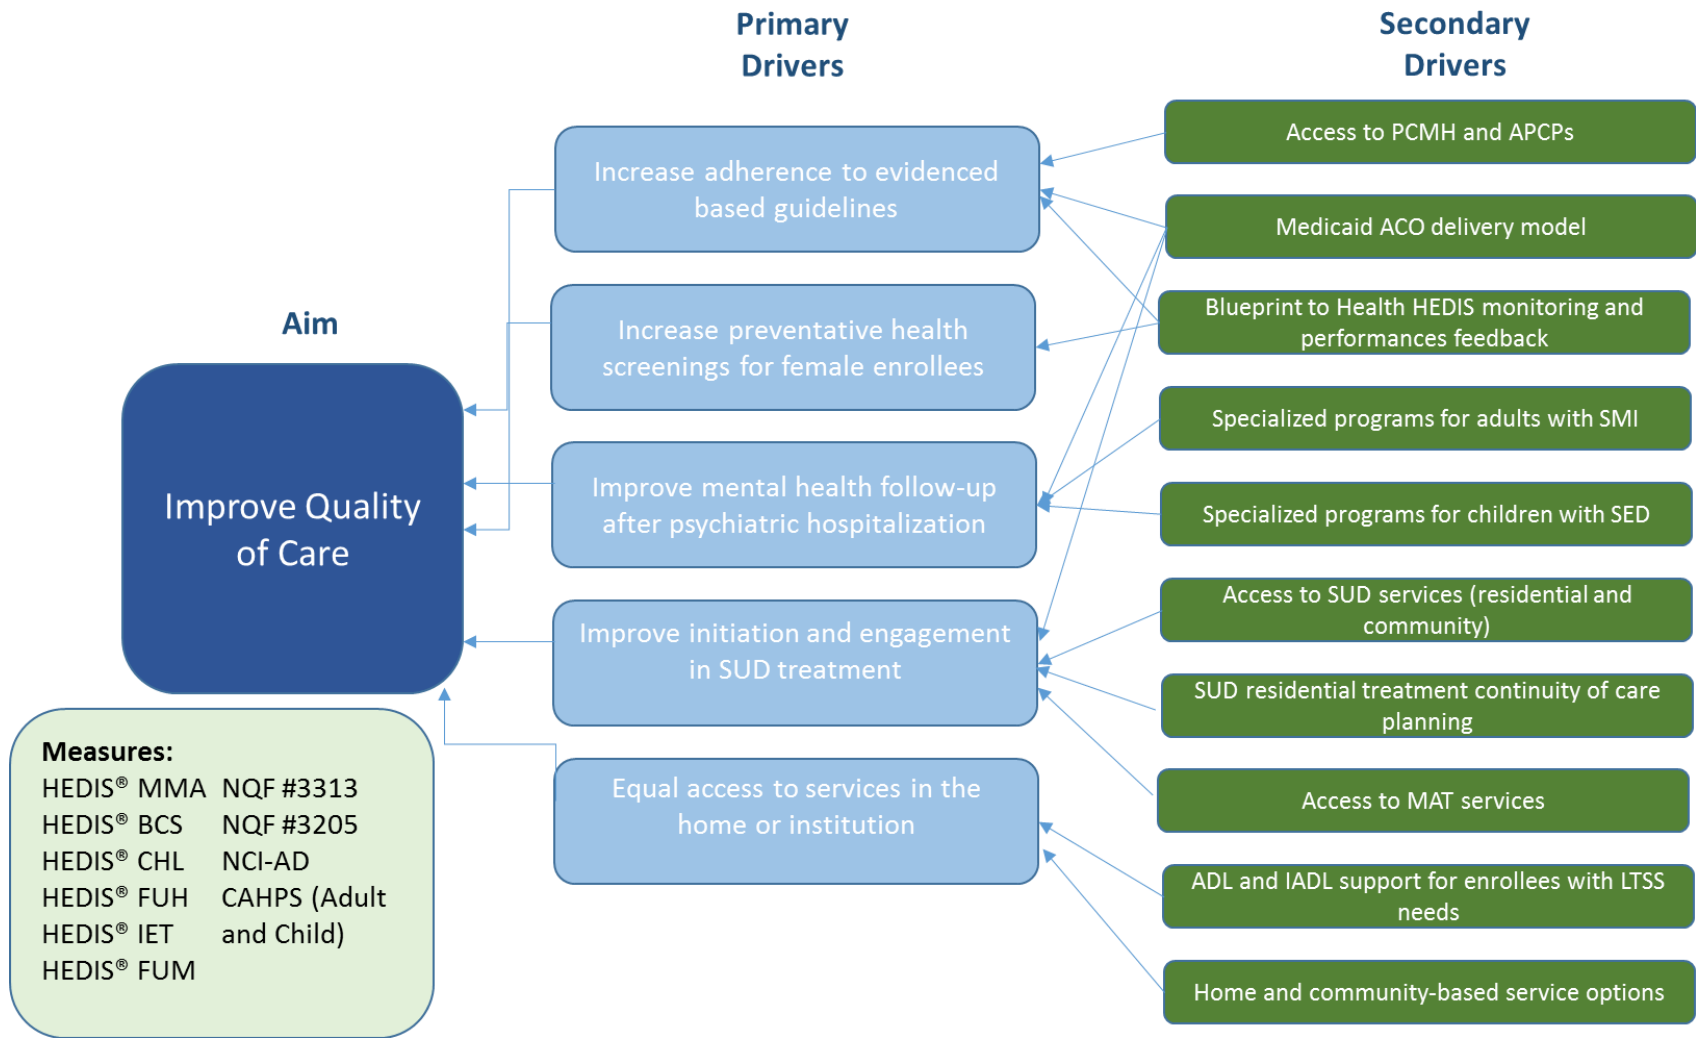 Primary
Drivers
Secondary
Drivers
Aim
Improve Quality
of Care
Increase adherence to evidenced
based guidelines
Increase preventative health
screenings for female enrollees
Improve mental health follow-up
after psychiatric hospitalization
Improve initiation and engagement
in SUD treatment
Equal access to services in the
home or institution
Access to PCMH and APCPs
Medicaid ACO delivery model
Blueprint to Health HEDIS monitoring and
performances feedback
Specialized programs for adults with SMI
Specialized programs for children with SED
Access to SUD services (residential and
community)
SUD residential treatment continuity of care
planning
Access to MAT services
ADL and IADL support for enrollees with LTSS
needs
Home and community-based service options
Measures:
HEDIS® MMA NQF #3313
HEDIS® BCS NQF #3205
HEDIS® CHL NCI-AD
HEDIS® FUH CAHPS (Adult
HEDIS® IET and Child)
HEDIS® FUM